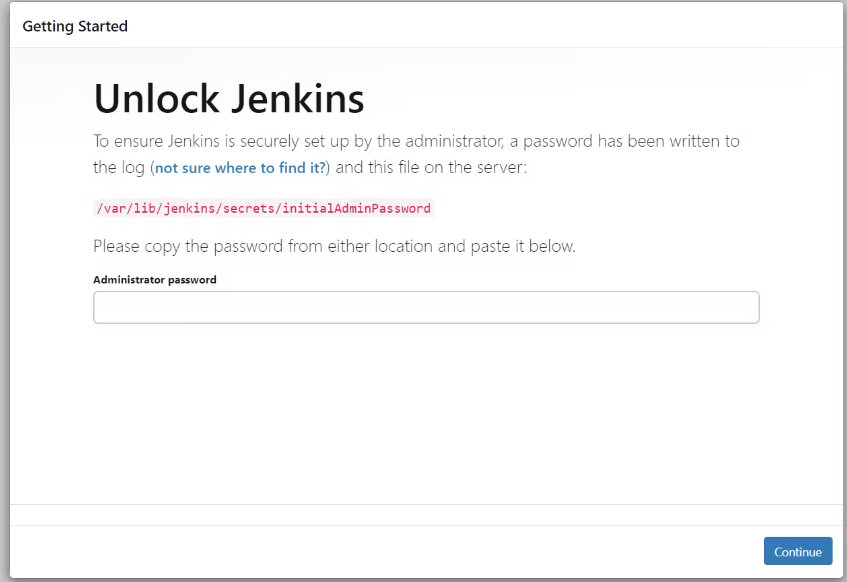 Getting Started
Unlock Jenkins
To ensure Jenkins is securely set up by the administrator, a password has been written to
the log (not sure where to find it?) and this file on the server:
/var/lib/jenkins/secrets/initialAdminPassword
Please copy the password from either location and paste it below.
Administrator password
Continue